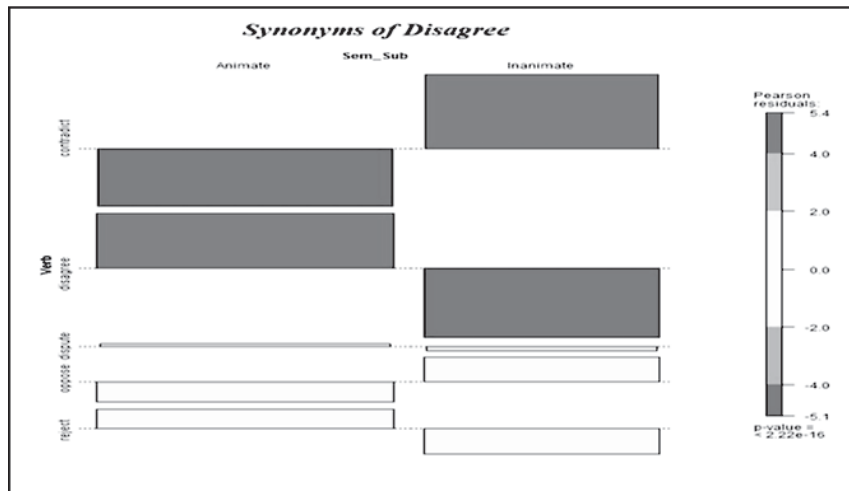 Synonyms of Disagree
Sem_Sub
Animate
Inanimate
Verb
contradict
disagree
dispute
oppose
reject
Pearson
residuals:
5.4
4.0
2.0
0.0
-2.0
-4.0
-5.1
p-value =
< 2.22e-16